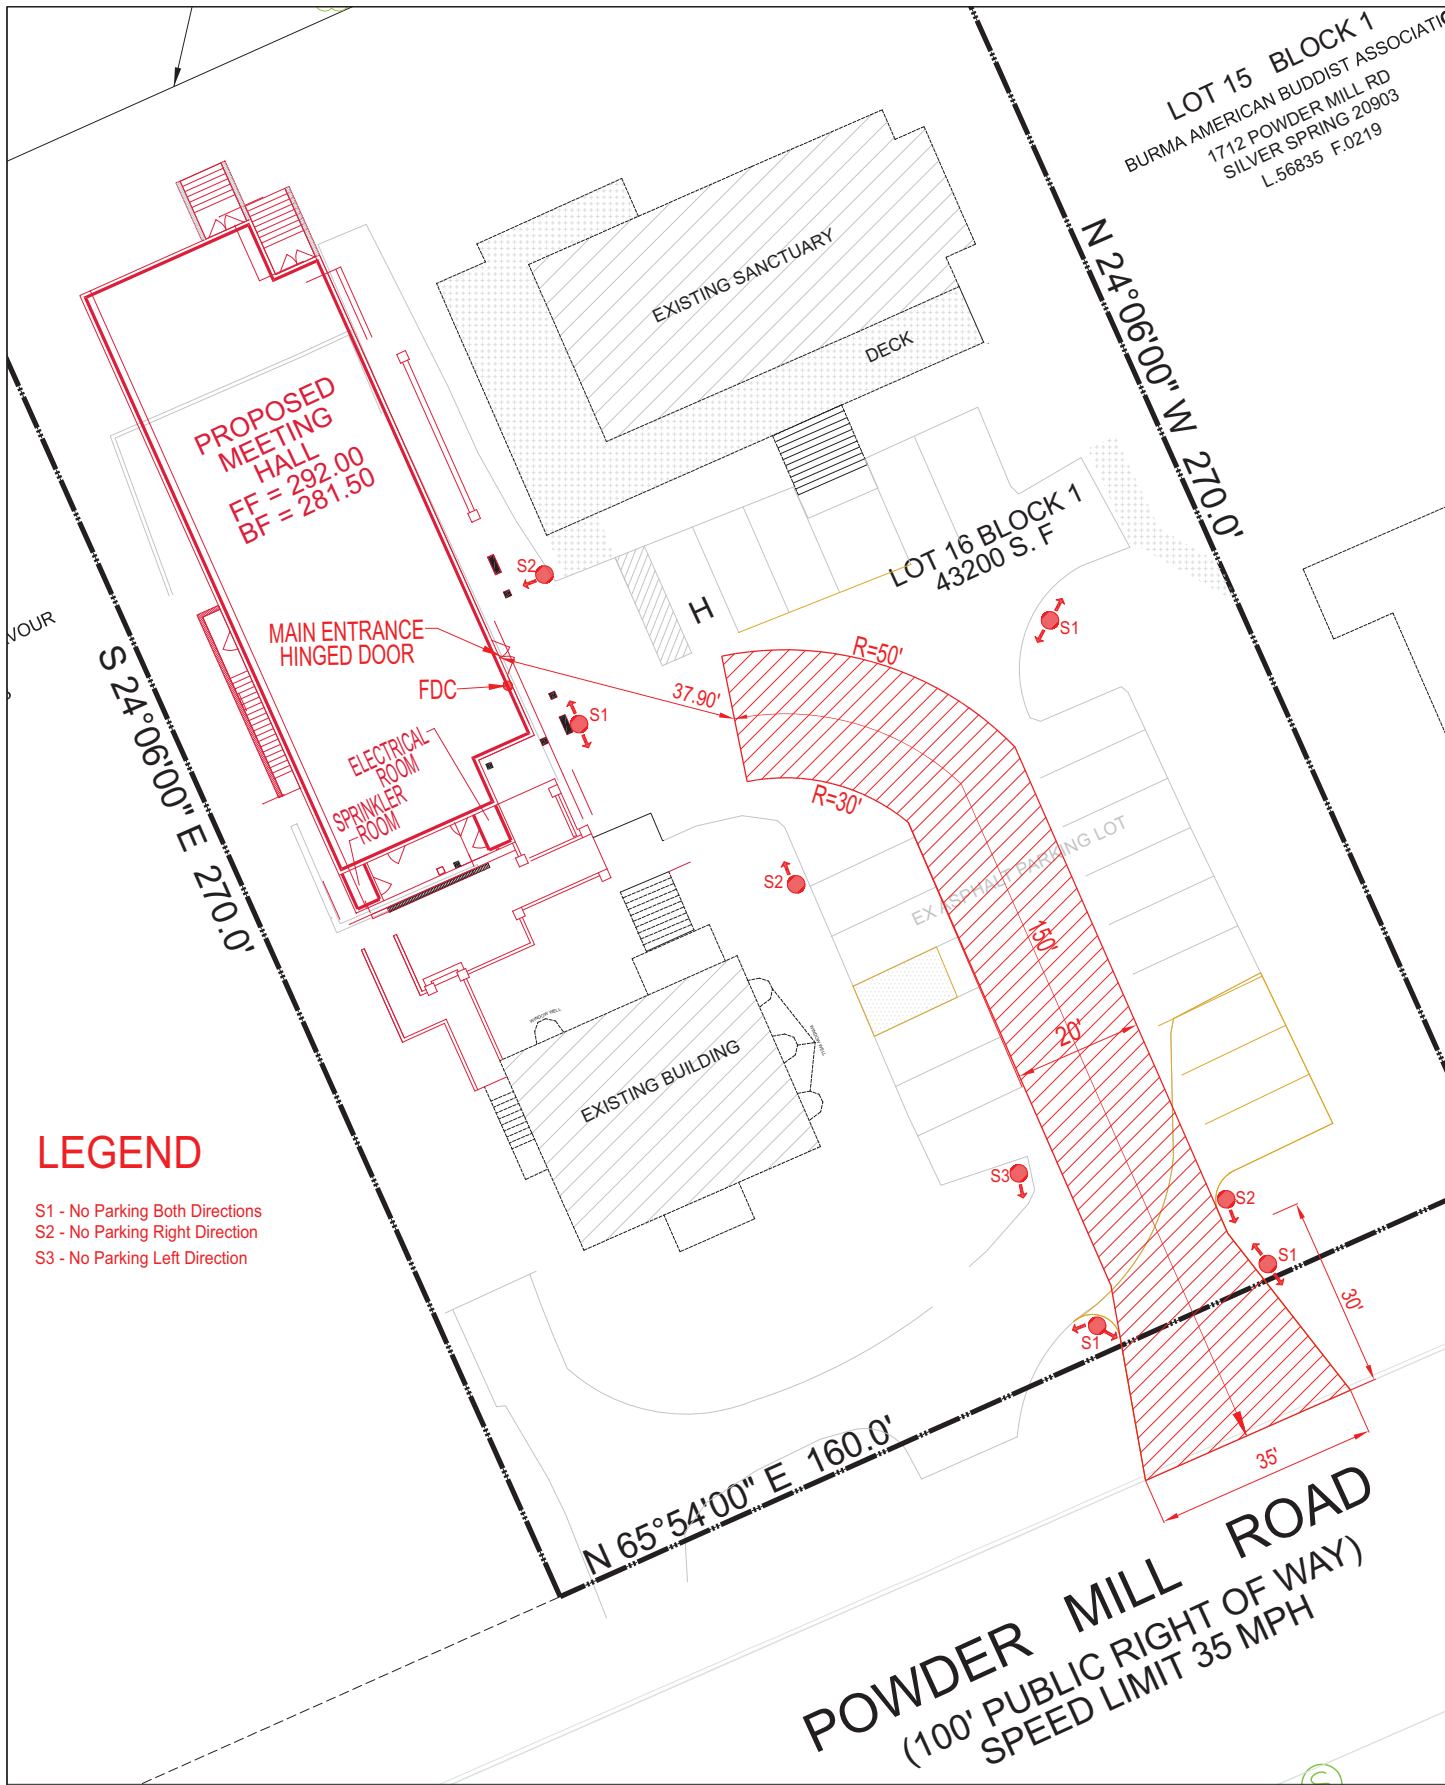 LOT 15 BLOCK 1
BURMA AMERICAN BUDDIST
1712 POWDER MILL RD
SILVER SPRING 20903
L.56835 F.0219
N 24°06'00" W 270.0'
EXISTING SANCTUARY
DECK
PROPOSED
MEETING
HALL
FF = 292.00
BF = 281.50
LOT 16 BLOCK 1
43200 S. F
S2
H
MAIN ENTRANCE
HINGED DOOR
FDC
S1
R=50'
37.90'
S1
S 24°06'00" E 270.0'
ELECTRICAL
ROOM
SPRINKLER
ROOM
R=30'
EX ASPHALT PARKING LOT
S2
150'
20'
WINDOW WELL
WINDOW WELL
EXISTING BUILDING
LEGEND
S1 - No Parking Both Directions
S2 - No Parking Right Direction
S3 - No Parking Left Direction
S3
S2
S1
30'
S1
35'
N 65°54'00" E 160.0'
POWDER MILL ROAD
(100' PUBLIC RIGHT OF WAY)
SPEED LIMIT 35 MPH